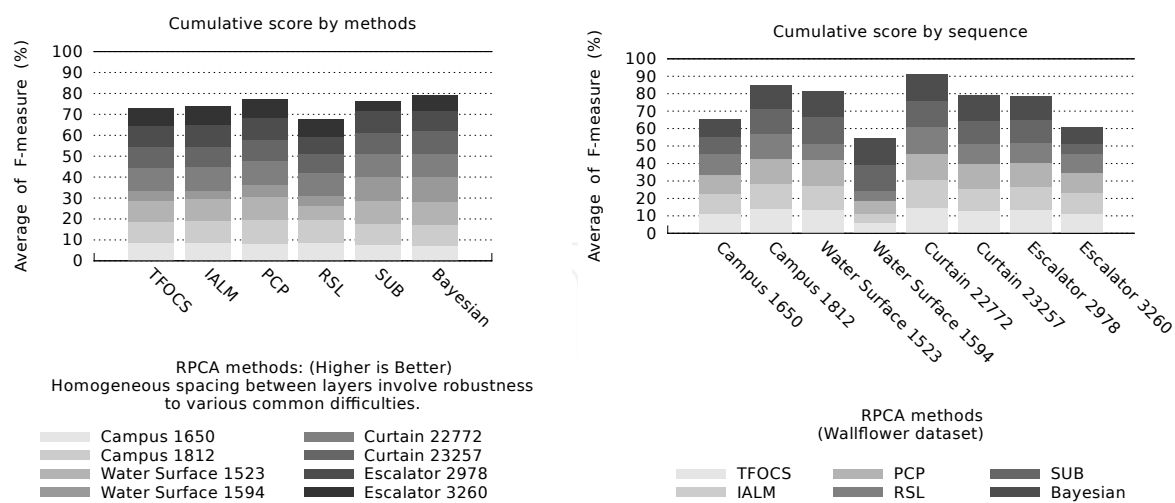 Cumulative score by methods
Average of F-measure (%)
100
90
80
70
60
50
40
30
20
10
0
TFOCS
IALM
PCP
RSL
SUB
Bayesian
RPCA methods: (Higher is Better)
Homogeneous spacing between layers involve robustness
to various common difficulties.
Campus 1650
Campus 1812
Water Surface 1523
Water Surface 1594
Curtain 22772
Curtain 23257
Escalator 2978
Escalator 3260
Cumulative score by sequence
Average of F-measure (%)
100
90
80
70
60
50
40
30
20
10
0
Campus 1650
Campus 1812
Water Surface 1523
Water Surface 1594
Curtain 22772
Curtain 23257
Escalator 2978
Escalator 3260
RPCA methods
(Wallflower dataset)
TFOCS
IALM
PCP
RSL
SUB
Bayesian